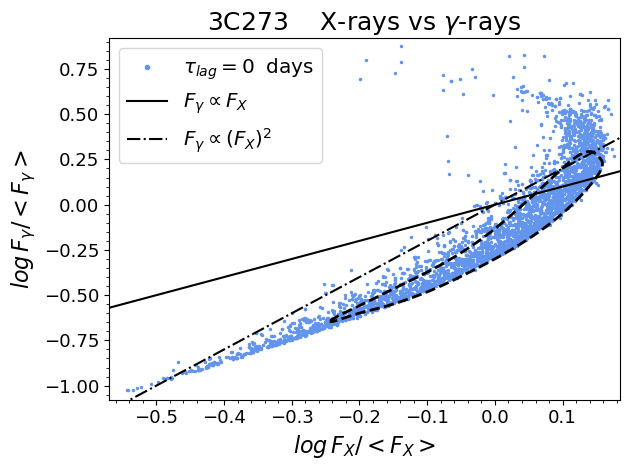 3C273 X-rays vs γ-rays
τ_lag = 0 days
F_γ ∝ F_X
F_γ ∝ (F_X)^2
log F_γ / < F_γ >
0.75
0.50
0.25
0.00
−0.25
−0.50
−0.75
−1.00
−0.5 −0.4 −0.3 −0.2 −0.1 0.0 0.1
log F_X / < F_X >